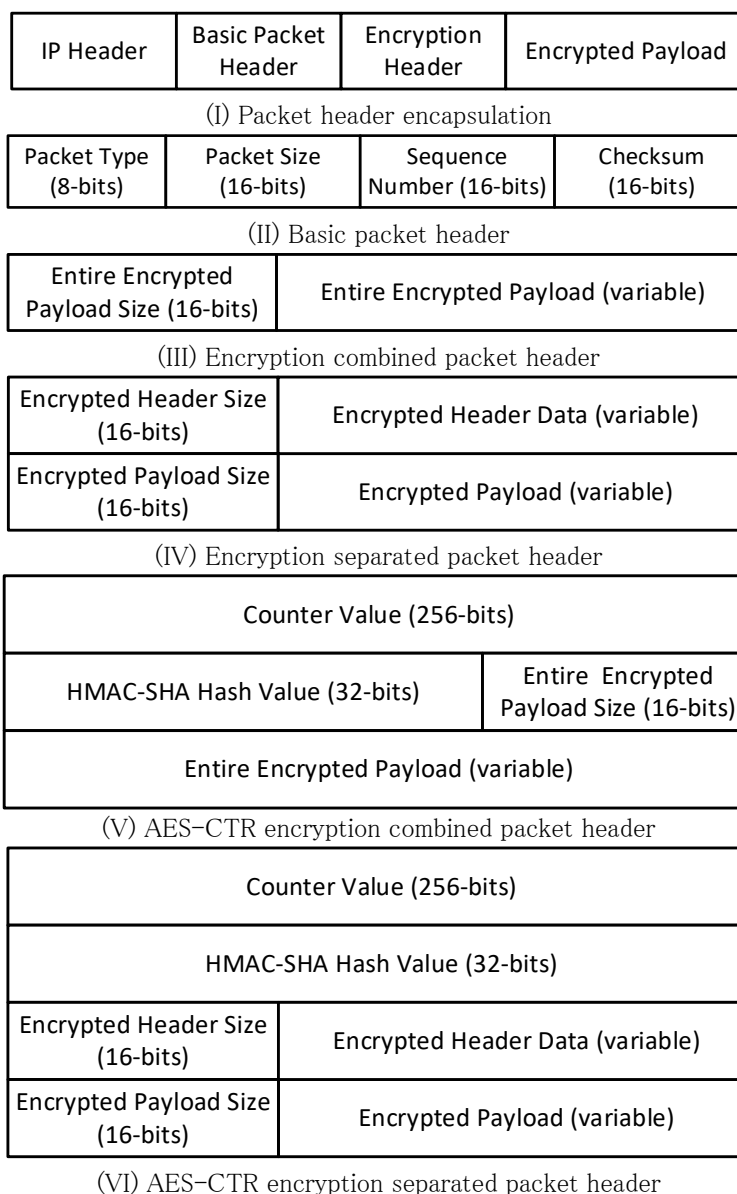 IP Header
Basic Packet
Header
Encryption
Header
Encrypted Payload
(I) Packet header encapsulation
Packet Type
(8-bits)
Packet Size
(16-bits)
Sequence
Number (16-bits)
Checksum
(16-bits)
(II) Basic packet header
Entire Encrypted
Payload Size (16-bits)
Entire Encrypted Payload (variable)
(III) Encryption combined packet header
Encrypted Header Size
(16-bits)
Encrypted Header Data (variable)
Encrypted Payload Size
(16-bits)
Encrypted Payload (variable)
(IV) Encryption separated packet header
Counter Value (256-bits)
HMAC-SHA Hash Value (32-bits)
Entire Encrypted
Payload Size (16-bits)
Entire Encrypted Payload (variable)
(V) AES-CTR encryption combined packet header
Counter Value (256-bits)
HMAC-SHA Hash Value (32-bits)
Encrypted Header Size
(16-bits)
Encrypted Header Data (variable)
Encrypted Payload Size
(16-bits)
Encrypted Payload (variable)
(VI) AES-CTR encryption separated packet header